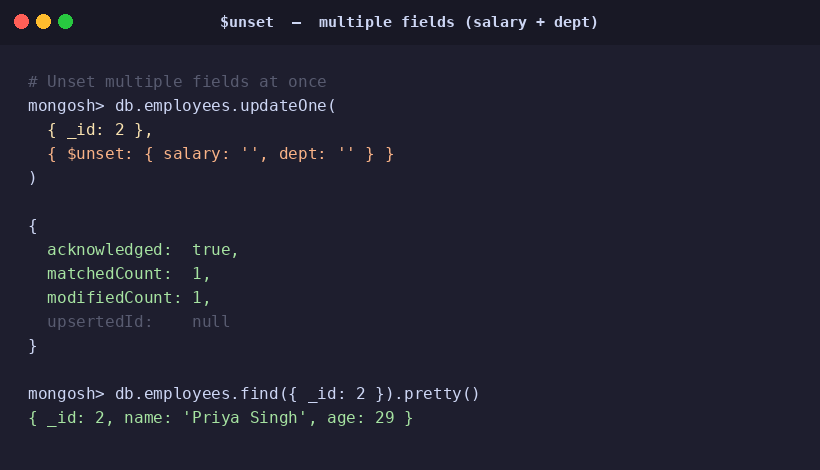 $unset  —  multiple fields (salary + dept)
# Unset multiple fields at once
mongosh> db.employees.updateOne(
  { _id: 2 },
  { $unset: { salary: '', dept: '' } }
)
{
  acknowledged:  true,
  matchedCount:  1,
  modifiedCount: 1,
  upsertedId:    null
}
mongosh> db.employees.find({ _id: 2 }).pretty()
{ _id: 2, name: 'Priya Singh', age: 29 }